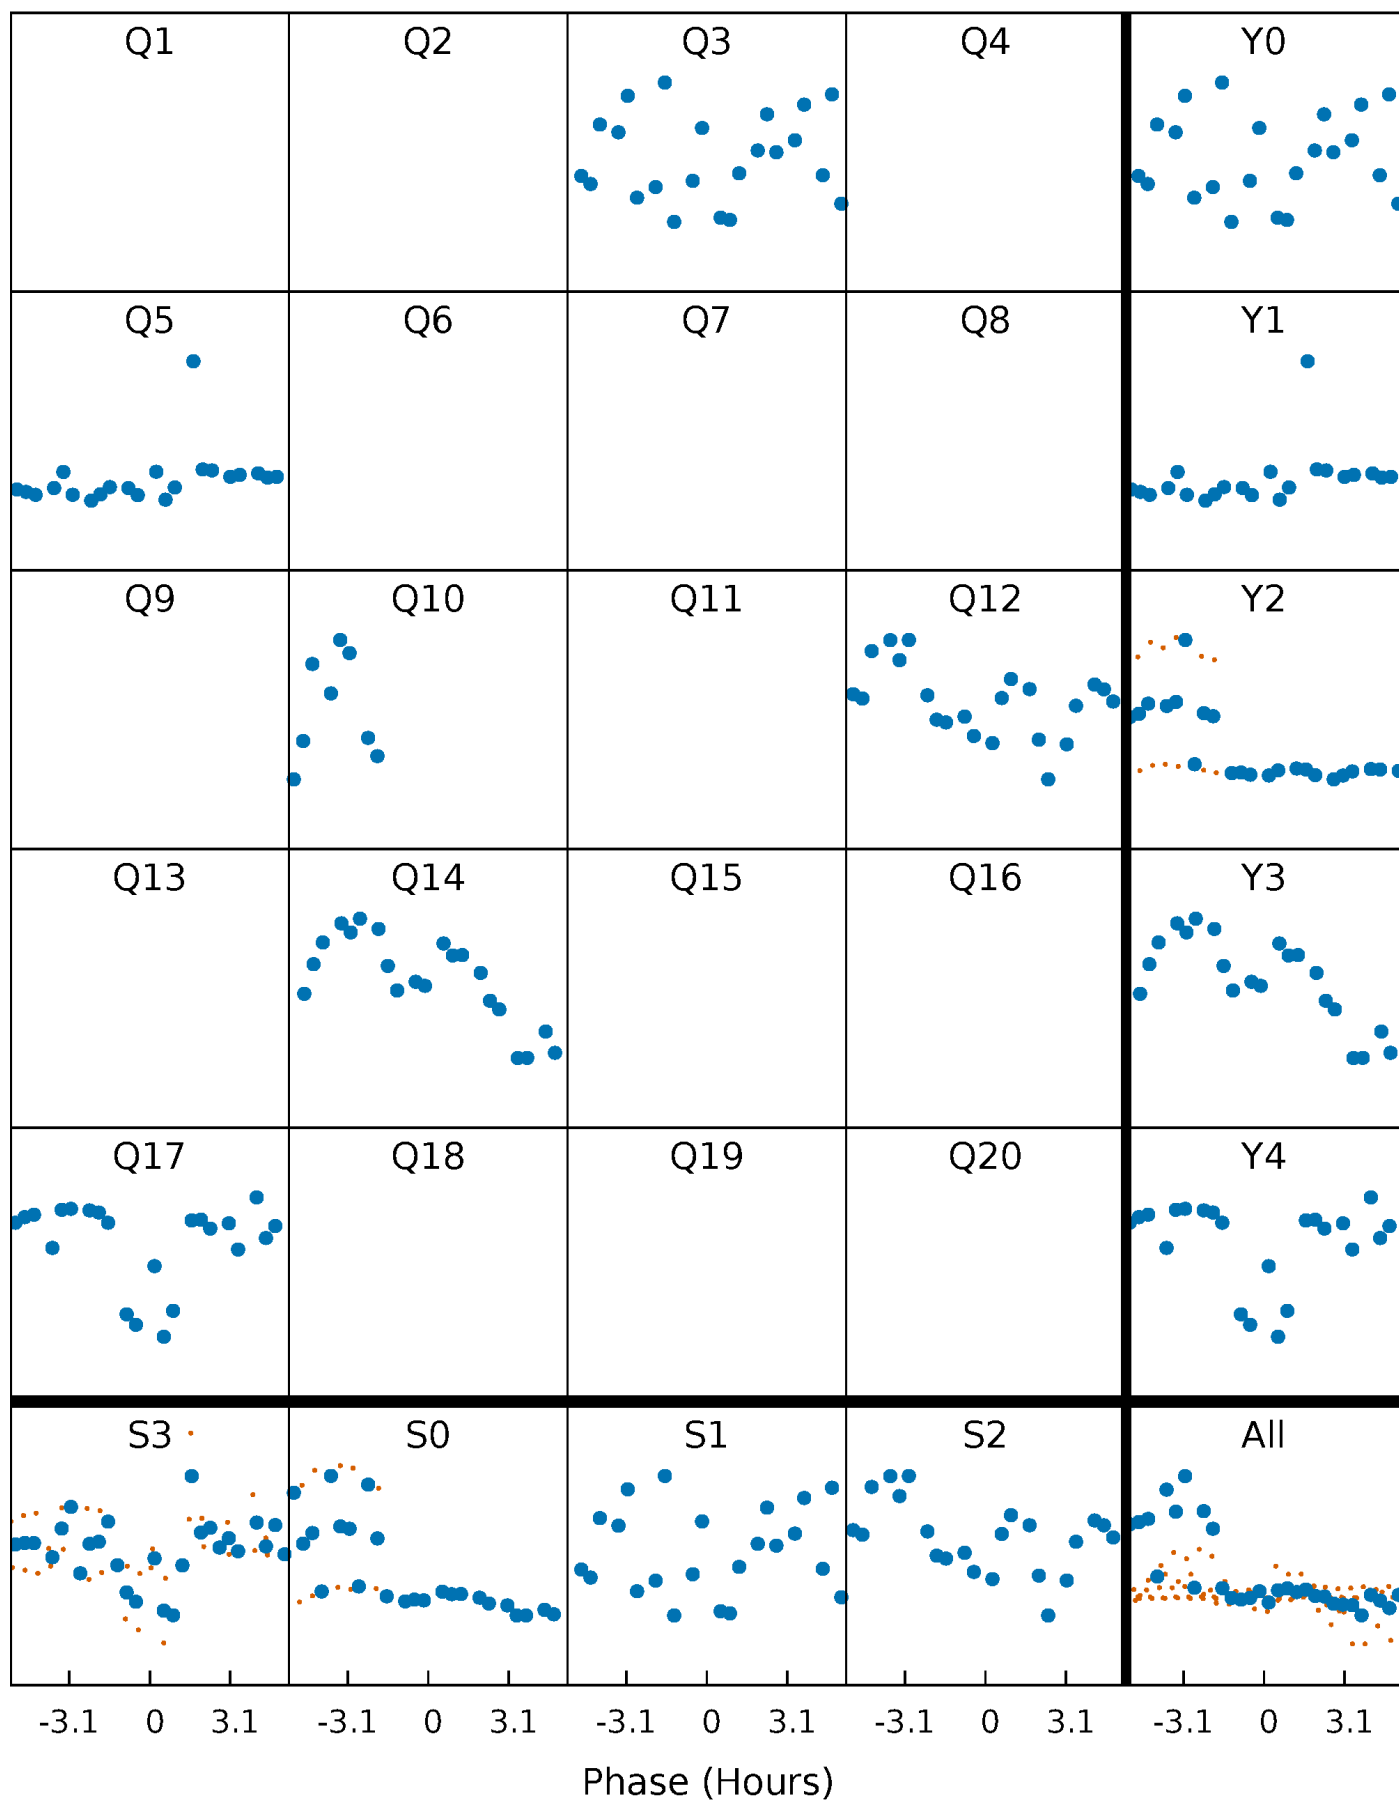 Q1 Q2 Q3 Q4 Y0
Q5 Q6 Q7 Q8 Y1
Q9 Q10 Q11 Q12 Y2
Q13 Q14 Q15 Q16 Y3
Q17 Q18 Q19 Q20 Y4
S3 S0 S1 S2 All
-3.1 0 3.1 -3.1 0 3.1 -3.1 0 3.1 -3.1 0 3.1 -3.1 0 3.1
Phase (Hours)